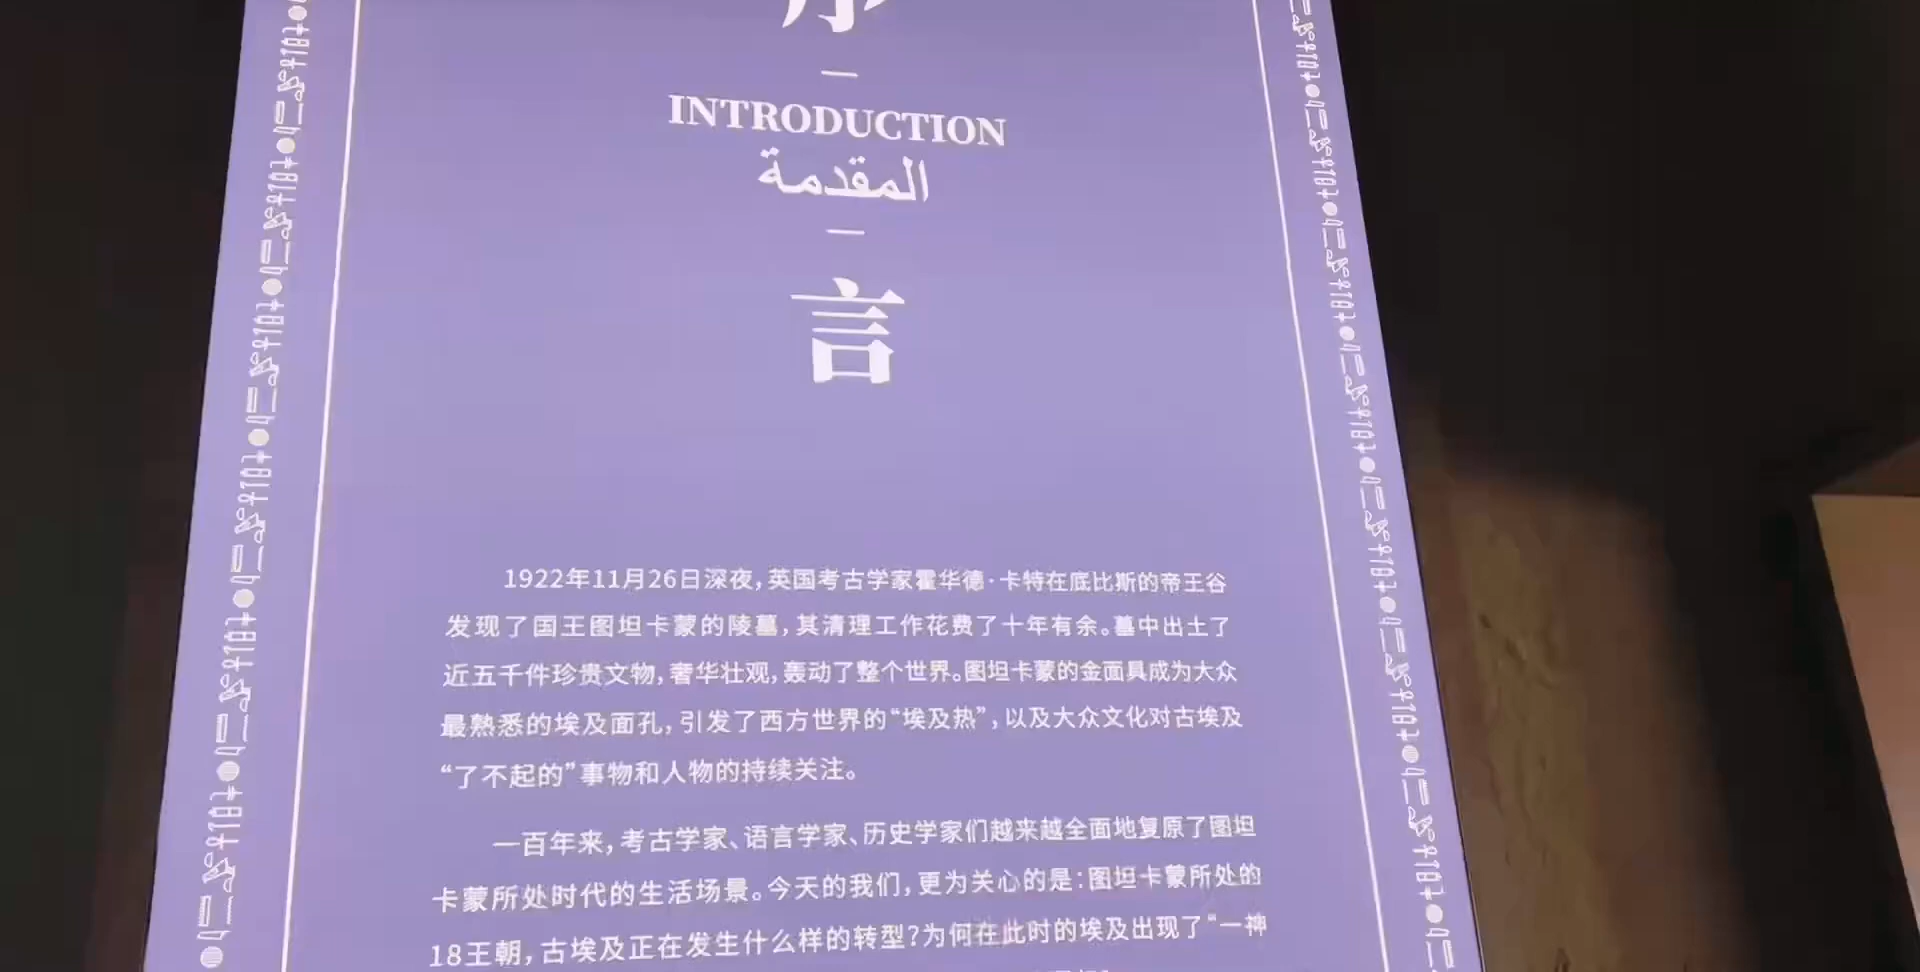 序
INTRODUCTION
المقدمة
言
1922年11月26日深夜,英国考古学家霍华德·卡特在底比斯的帝王谷
发现了国王图坦卡蒙的陵墓,其清理工作花费了十年有余。墓中出土了
近五千件珍贵文物,奢华壮观,轰动了整个世界。图坦卡蒙的金面具成为大众
最熟悉的埃及面孔,引发了西方世界的“埃及热”,以及大众文化对古埃及
“了不起的”事物和人物的持续关注。
一百年来,考古学家、语言学家、历史学家们越来越全面地复原了图坦
卡蒙所处时代的生活场景。今天的我们,更为关心的是:图坦卡蒙所处的
18王朝,古埃及正在发生什么样的转型?为何在此时的埃及出现了“一神